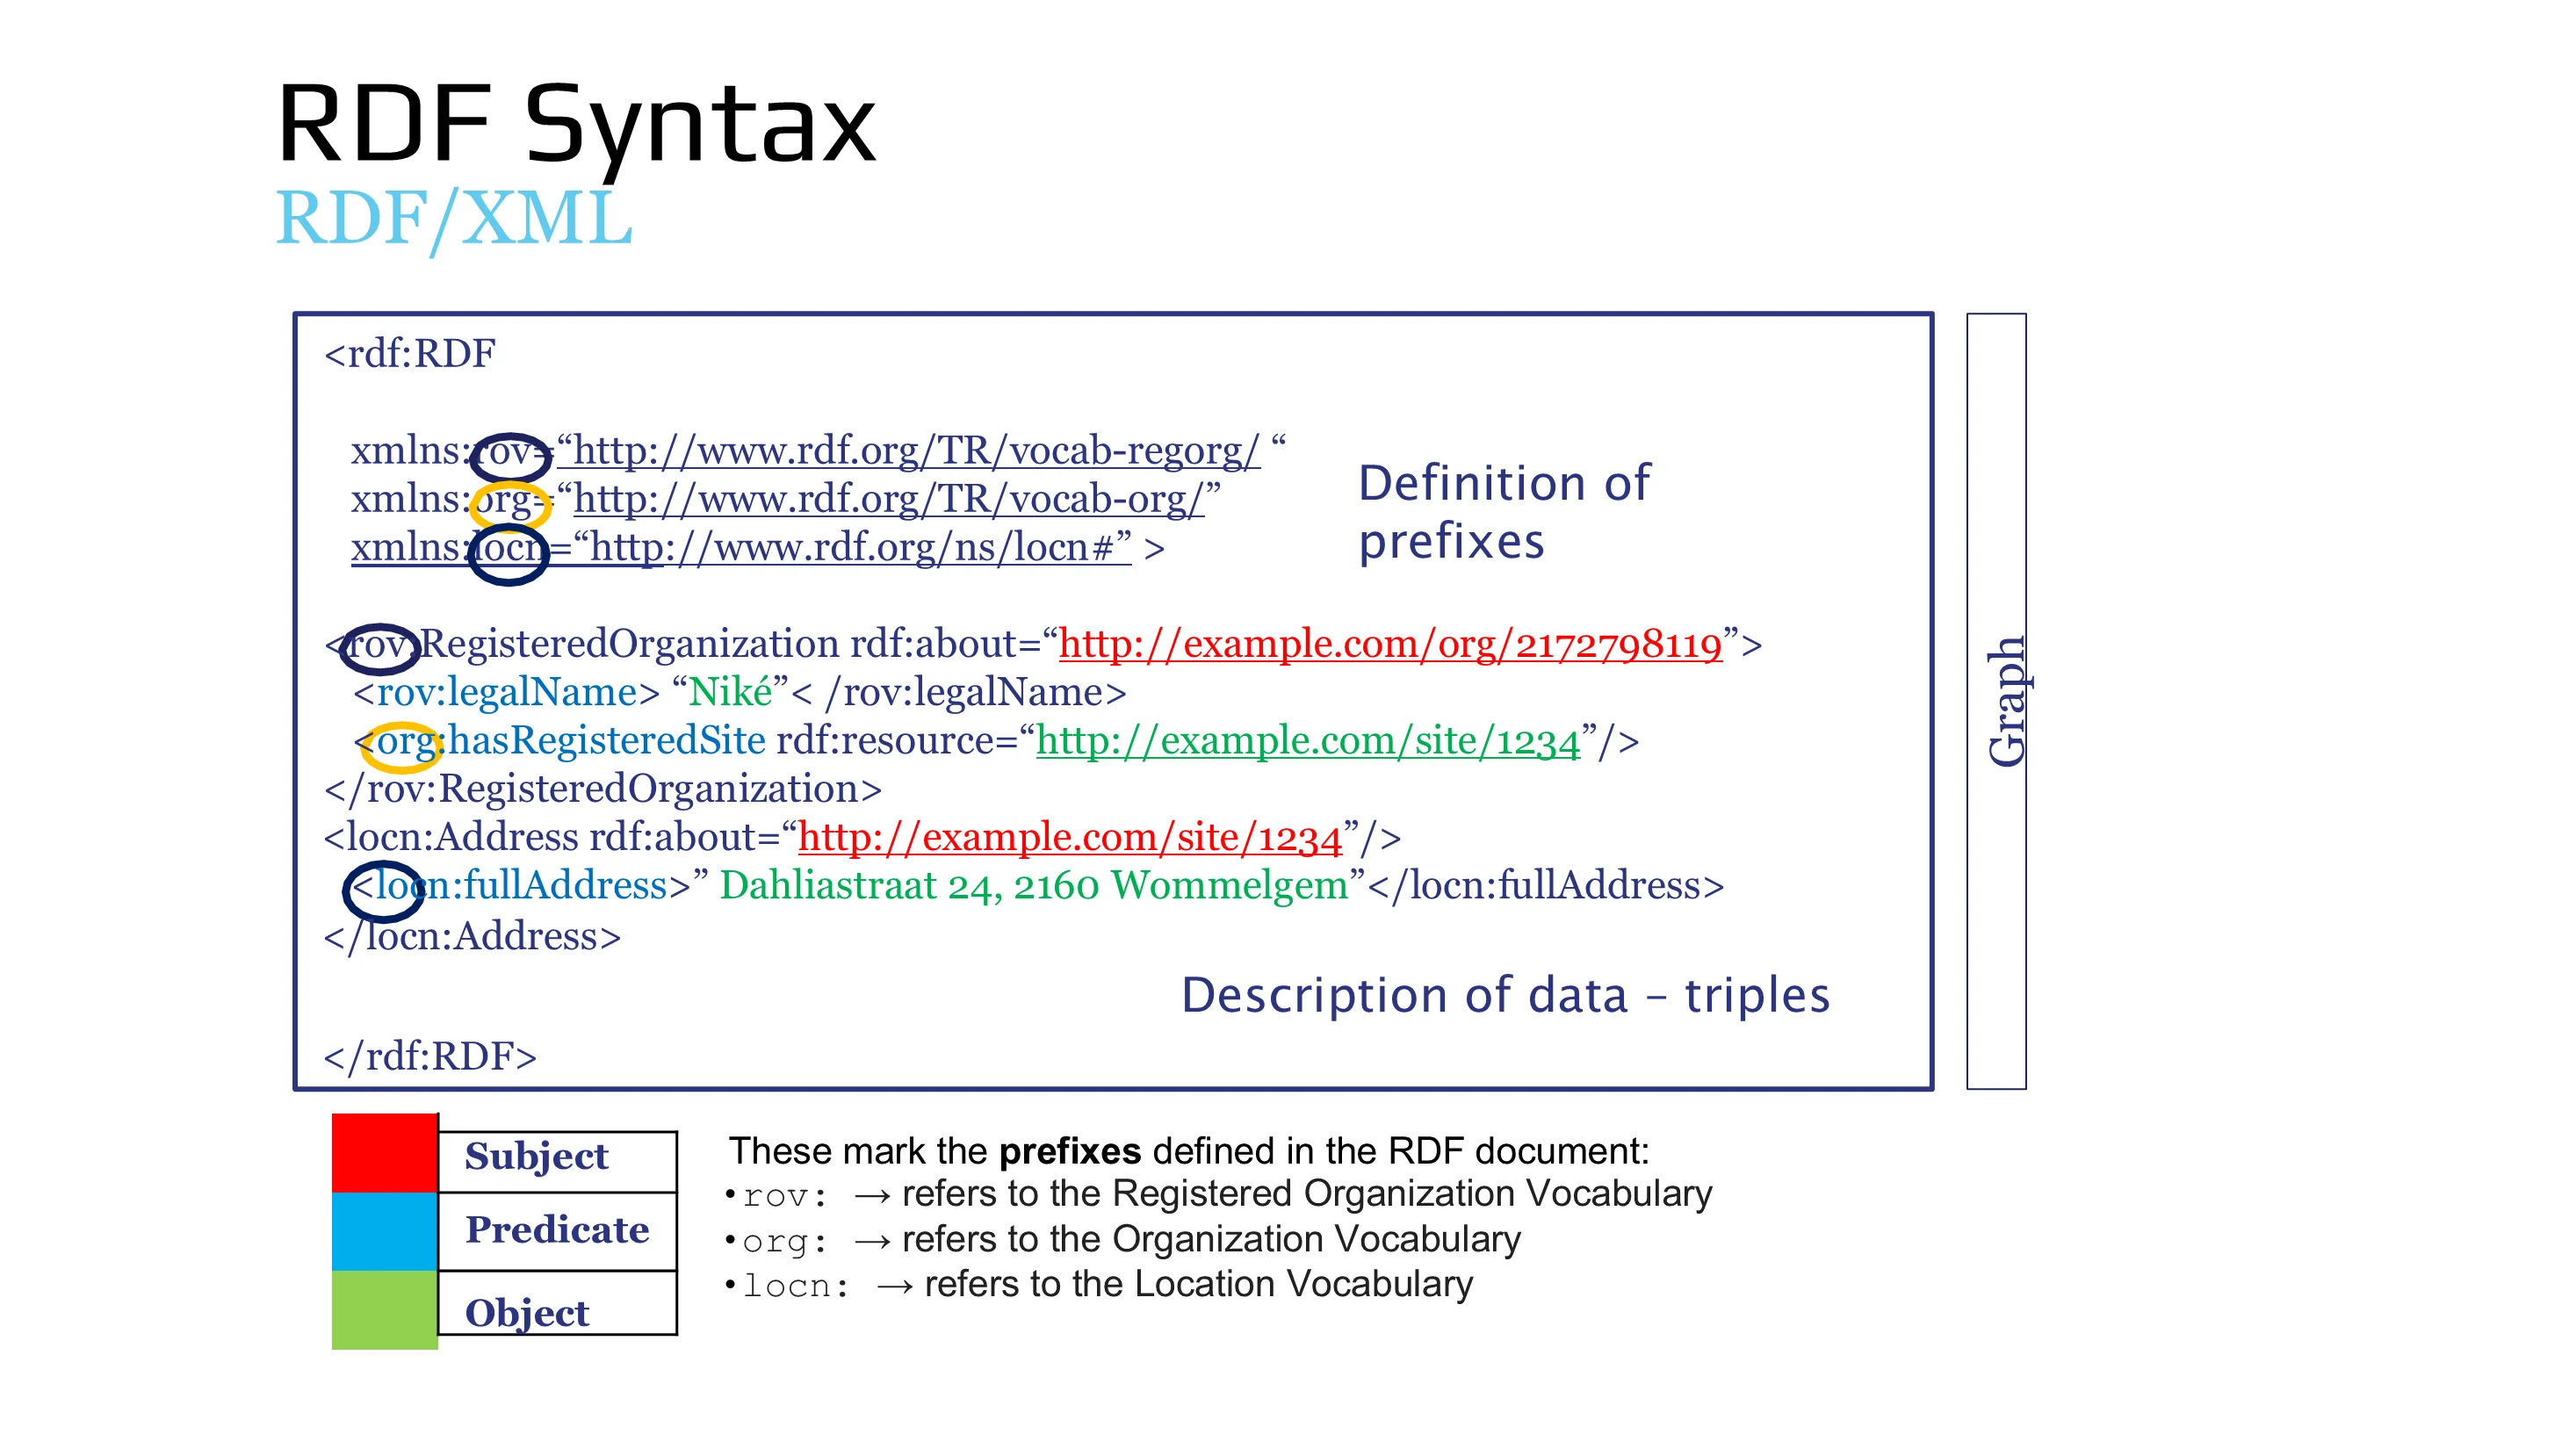 RDF Syntax
RDF/XML
<rdf:RDF
xmlns:rov=“http://www.rdf.org/TR/vocab-regorg/ “
xmlns:org=“http://www.rdf.org/TR/vocab-org/”
xmlns:locn=“http://www.rdf.org/ns/locn#” >
Definition of
prefixes
<rov:RegisteredOrganization rdf:about=“http://example.com/org/2172798119”>
<rov:legalName> “Niké”< /rov:legalName>
<org:hasRegisteredSite rdf:resource=“http://example.com/site/1234”/>
</rov:RegisteredOrganization>
<locn:Address rdf:about=“http://example.com/site/1234”/>
<locn:fullAddress>” Dahliastraat 24, 2160 Wommelgem”</locn:fullAddress>
</locn:Address>
Description of data – triples
</rdf:RDF>
Graph
Subject
Predicate
Object
These mark the prefixes defined in the RDF document:
•rov: → refers to the Registered Organization Vocabulary
•org: → refers to the Organization Vocabulary
•locn: → refers to the Location Vocabulary